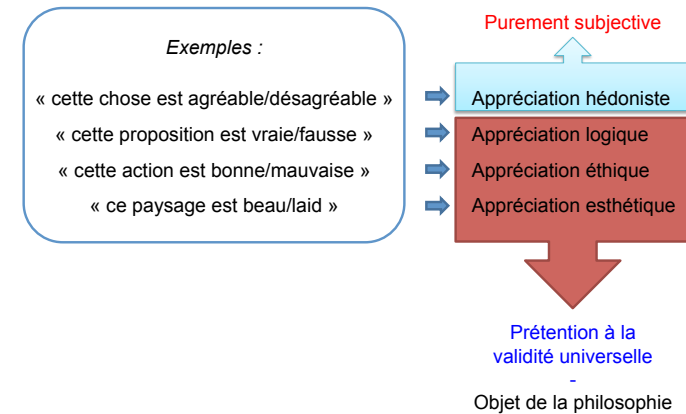 Purement subjective
Exemples :
« cette chose est agréable/désagréable »
Appréciation hédoniste
« cette proposition est vraie/fausse »
Appréciation logique
« cette action est bonne/mauvaise »
Appréciation éthique
« ce paysage est beau/laid »
Appréciation esthétique
Prétention à la
validité universelle
-
Objet de la philosophie